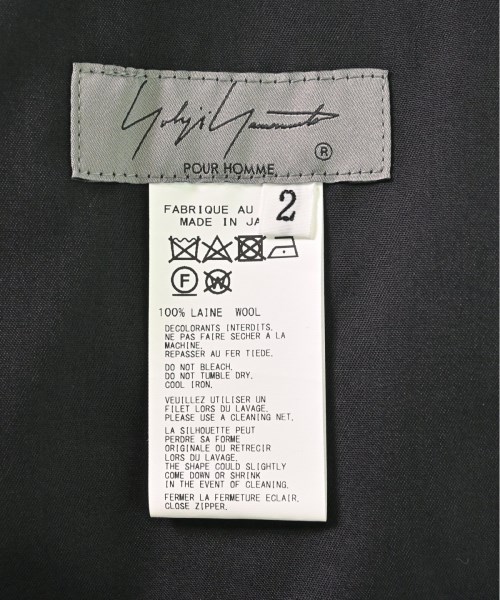 Yohji Yamamoto
®
POUR HOMME
2
FABRIQUE AU
MADE IN JA
F
W
100% LAINE WOOL
DECOLORANTS INTERDITS.
NE PAS FAIRE SECHER A LA
MACHINE.
REPASSER AU FER TIEDE.
DO NOT BLEACH.
DO NOT TUMBLE DRY.
COOL IRON.
VEUILLEZ UTILISER UN
FILET LORS DU LAVAGE.
PLEASE USE A CLEANING NET.
LA SILHOUETTE PEUT
PERDRE SA FORME
ORIGINALE OU RETRECIR
LORS DU LAVAGE.
THE SHAPE COULD SLIGHTLY
COME DOWN OR SHRINK
IN THE EVENT OF CLEANING.
FERMER LA FERMETURE ECLAIR.
CLOSE ZIPPER.